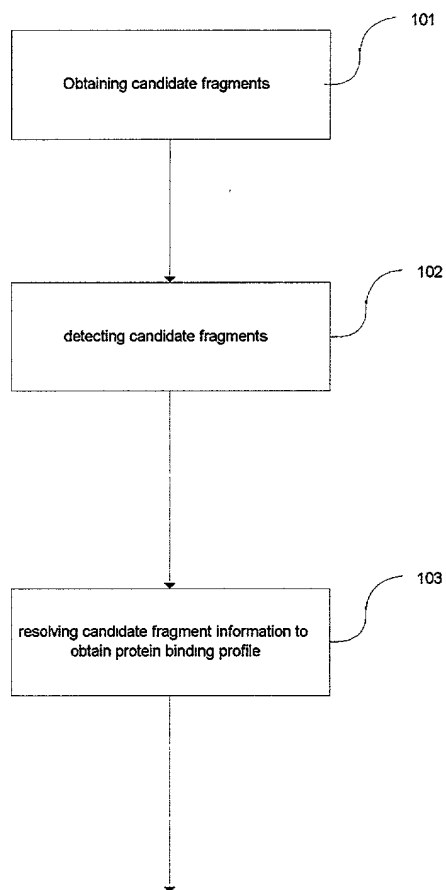 101
Obtaining candidate fragments
102
detecting candidate fragments
103
resolving candidate fragment information to
obtain protein binding profile